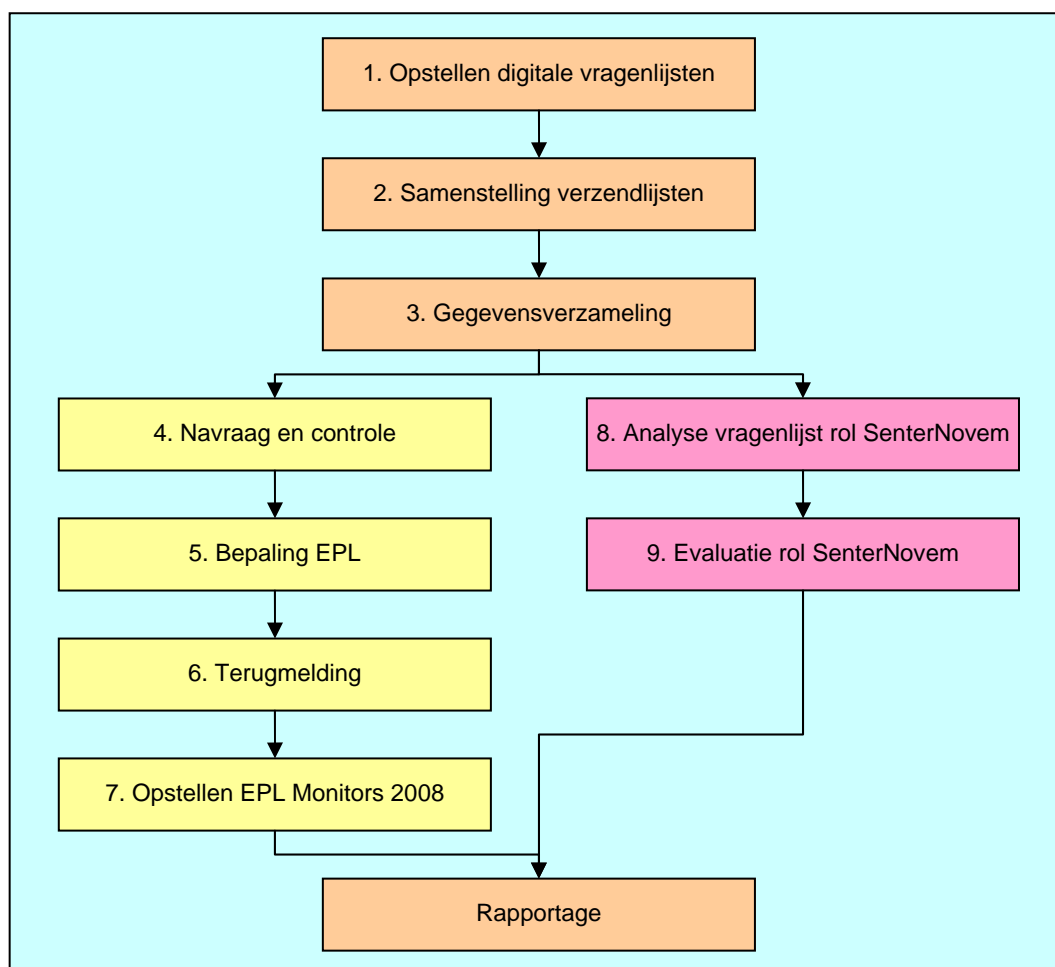 1. Opstellen digitale vragenlijsten
2. Samenstelling verzendlijsten
3. Gegevensverzameling
4. Navraag en controle
5. Bepaling EPL
6. Terugmelding
7. Opstellen EPL Monitors 2008
8. Analyse vragenlijst rol SenterNovem
9. Evaluatie rol SenterNovem
Rapportage